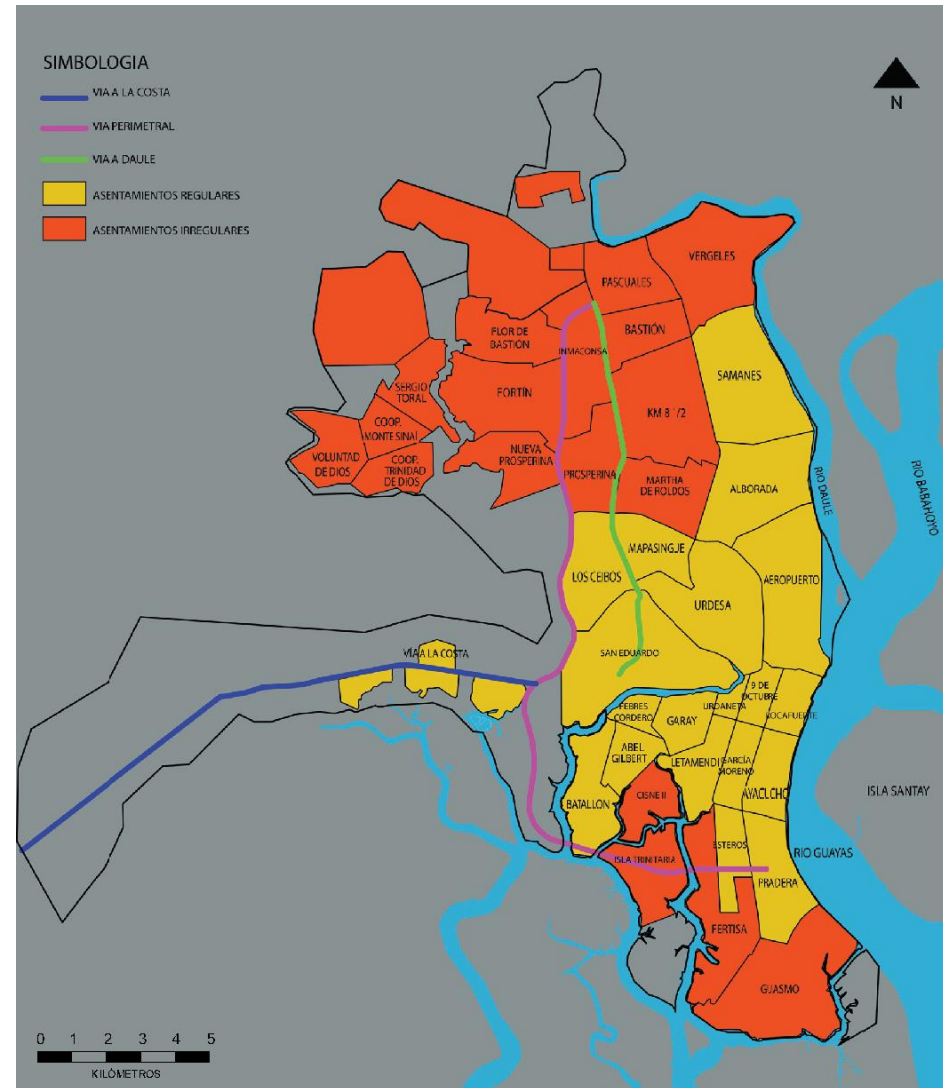 SIMBOLOGIA
VIA A LA COSTA
VIA PERIMETRAL
VIA A DAULE
ASENTAMIENTOS REGULARES
ASENTAMIENTOS IRREGULARES
N
VERGELES
PASCUALES
FLOR DE
BASTIÓN
BASTIÓN
INMACONSA
SAMANES
SERGIO
TORAL
FORTÍN
KM 8 1/2
COOP.
MONTE SINAÍ
VOLUNTAD
DE DIOS
COOP.
TRINIDAD
DE DIOS
NUEVA
PROSPERINA
PROSPERINA
MARTHA
DE ROLDOS
ALBORADA
RIO DAULE
RIO BABAHOYO
MAPASINGUE
LOS CEIBOS
AEROPUERTO
URDESA
SAN EDUARDO
VÍA A LA COSTA
9 DE
OCTUBRE
FEBRES
CORDERO
URDANETA
ROCAFUERTE
GARAY
ABEL
GILBERT
LETAMENDI
GARCÍA
MORENO
AYACUCHO
ISLA SANTAY
CISNE II
BATALLON
ESTEROS
RIO GUAYAS
ISLA TRINITARIA
PRADERA
FERTISA
GUASMO
0 1 2 3 4 5
KILÓMETROS